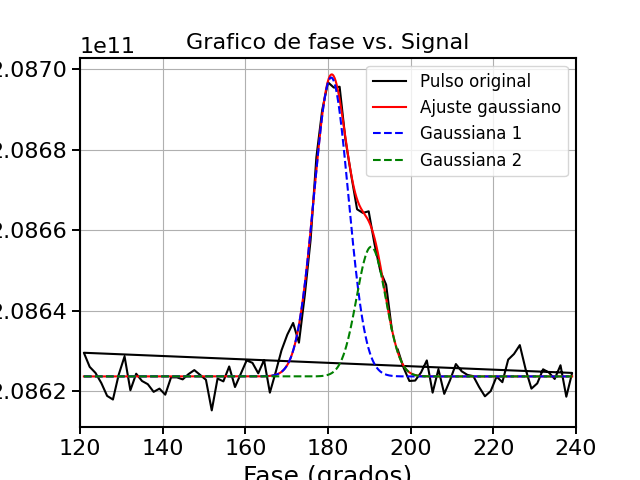 Grafico de fase vs. Signal
1e11
Pulso original
Ajuste gaussiano
Gaussiana 1
Gaussiana 2
.0870
.0868
.0866
.0864
.0862
120 140 160 180 200 220 240
Fase (grados)